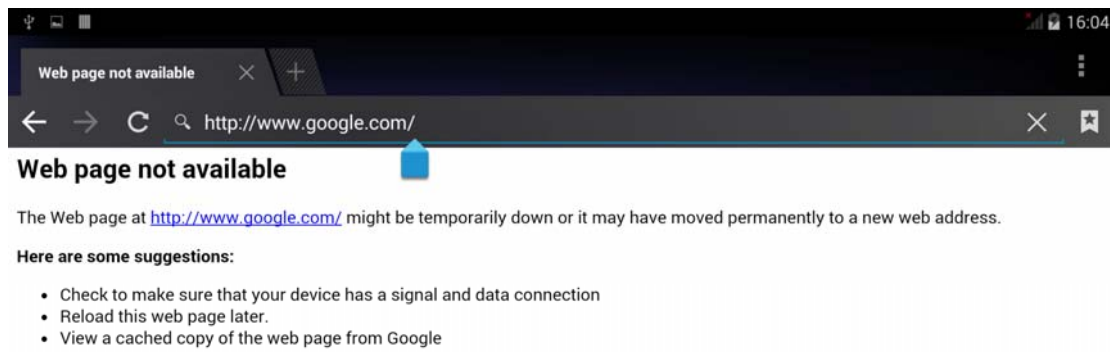 16:04
Web page not available
http://www.google.com/
Web page not available
The Web page at http://www.google.com/ might be temporarily down or it may have moved permanently to a new web address.
Here are some suggestions:
• Check to make sure that your device has a signal and data connection
• Reload this web page later.
• View a cached copy of the web page from Google